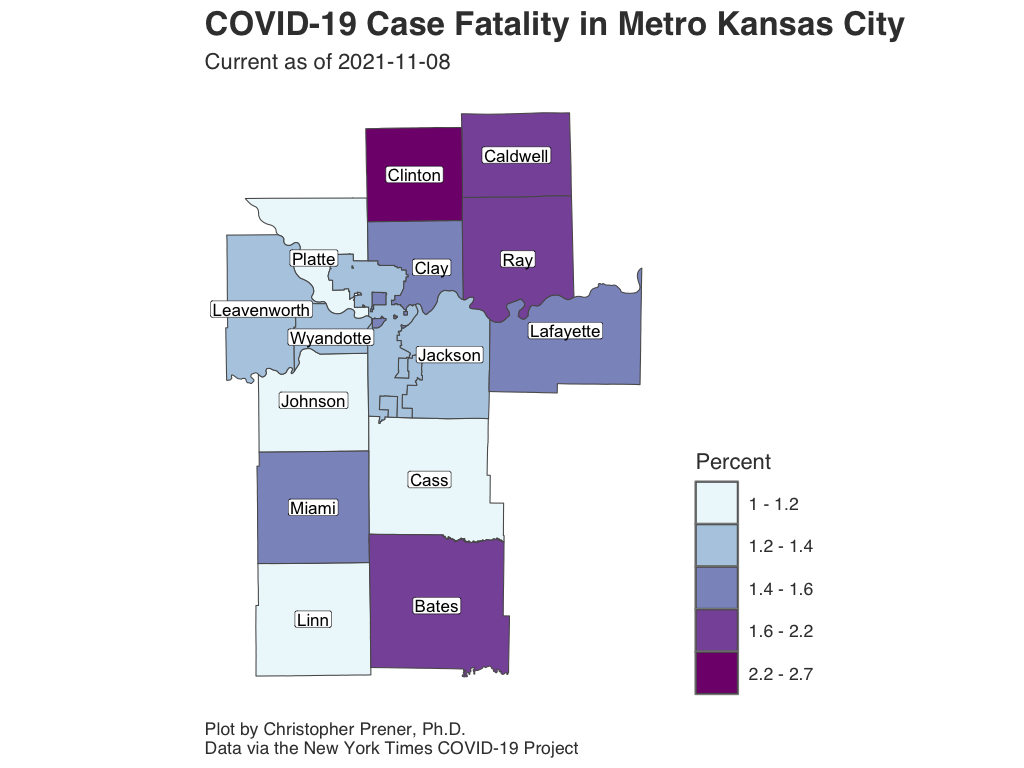 COVID-19 Case Fatality in Metro Kansas City
Current as of 2021-11-08
Caldwell
Clinton
Platte
Clay
Ray
Leavenworth
Wyandotte
Lafayette
Jackson
Johnson
Cass
Miami
Bates
Linn
Percent
1 - 1.2
1.2 - 1.4
1.4 - 1.6
1.6 - 2.2
2.2 - 2.7
Plot by Christopher Prener, Ph.D.
Data via the New York Times COVID-19 Project